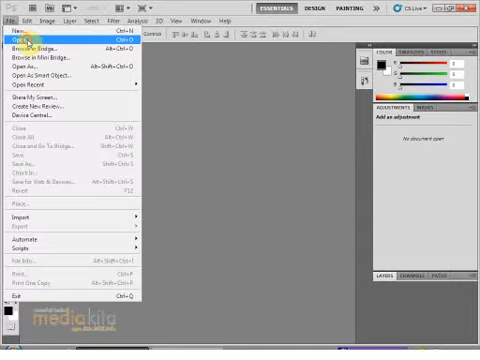 Ps
ESSENTIALS
DESIGN
PAINTING
CS Live
File
Edit
Image
Layer
Select
Filter
Analysis
3D
View
New... Ctrl+N
Ctrl+O
Browse in Bridge... Alt+Ctrl+O
Browse in Mini Bridge...
Open As... Alt+Shift+Ctrl+O
Open As Smart Object...
Open Recent
Share My Screen...
Create New Review...
Device Central...
Close Ctrl+W
Close All Alt+Ctrl+W
Close and Go To Bridge... Shift+Ctrl+W
Save Ctrl+S
Save As... Shift+Ctrl+S
Check In...
Save for Web & Devices... Alt+Shift+Ctrl+S
Revert F12
Place...
Import
Export
Automate
Scripts
File Info... Alt+Shift+Ctrl+I
Print... Ctrl+P
Print One Copy Alt+Shift+Ctrl+P
Exit Ctrl+Q
COLOR
SWATCHES
STYLES
R 0
G 0
B 0
ADJUSTMENTS
MASKS
Add an adjustment
No document open
LAYERS
CHANNELS
PATHS
mediakita